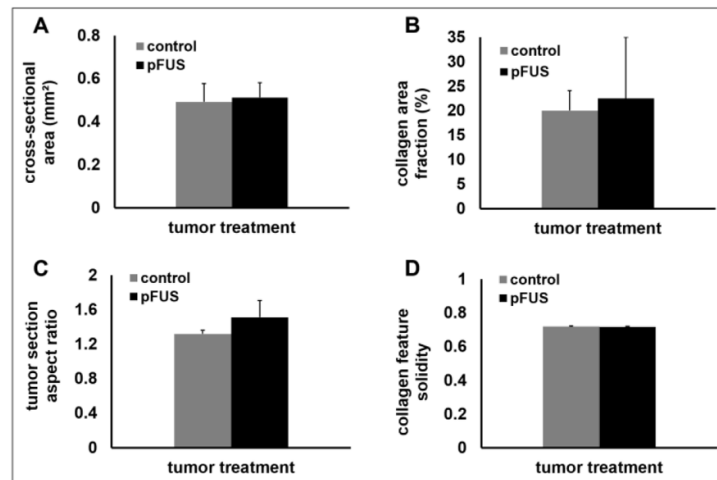 A
control
pFUS
0.8
0.6
0.4
0.2
0
cross-sectional
area (mm²)
tumor treatment
B
control
pFUS
35
30
25
20
15
10
5
0
collagen area
fraction (%)
tumor treatment
C
control
pFUS
2
1.6
1.2
0.8
0.4
0
tumor section
aspect ratio
tumor treatment
D
control
pFUS
1
0.8
0.6
0.4
0.2
0
collagen feature
solidity
tumor treatment